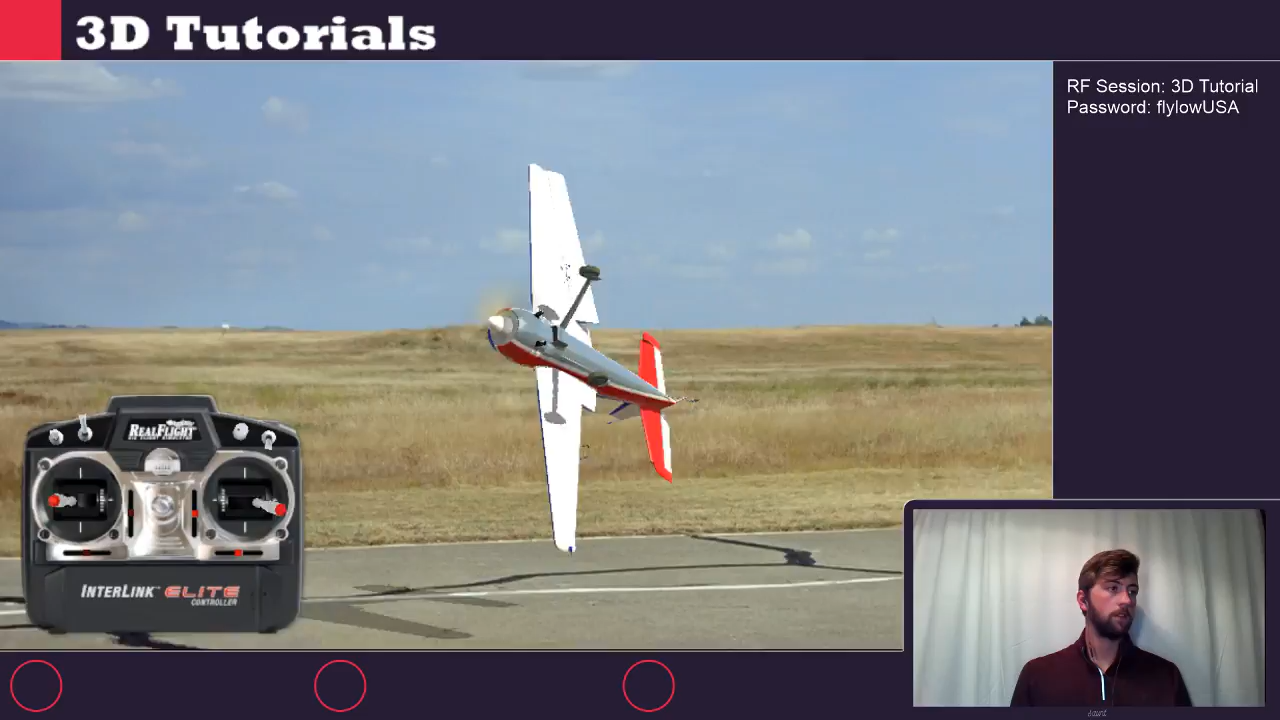 3D Tutorials
RF Session: 3D Tutorial
Password: flylowUSA
REALFLIGHT
INTERLINK ELITE
CONTROLLER